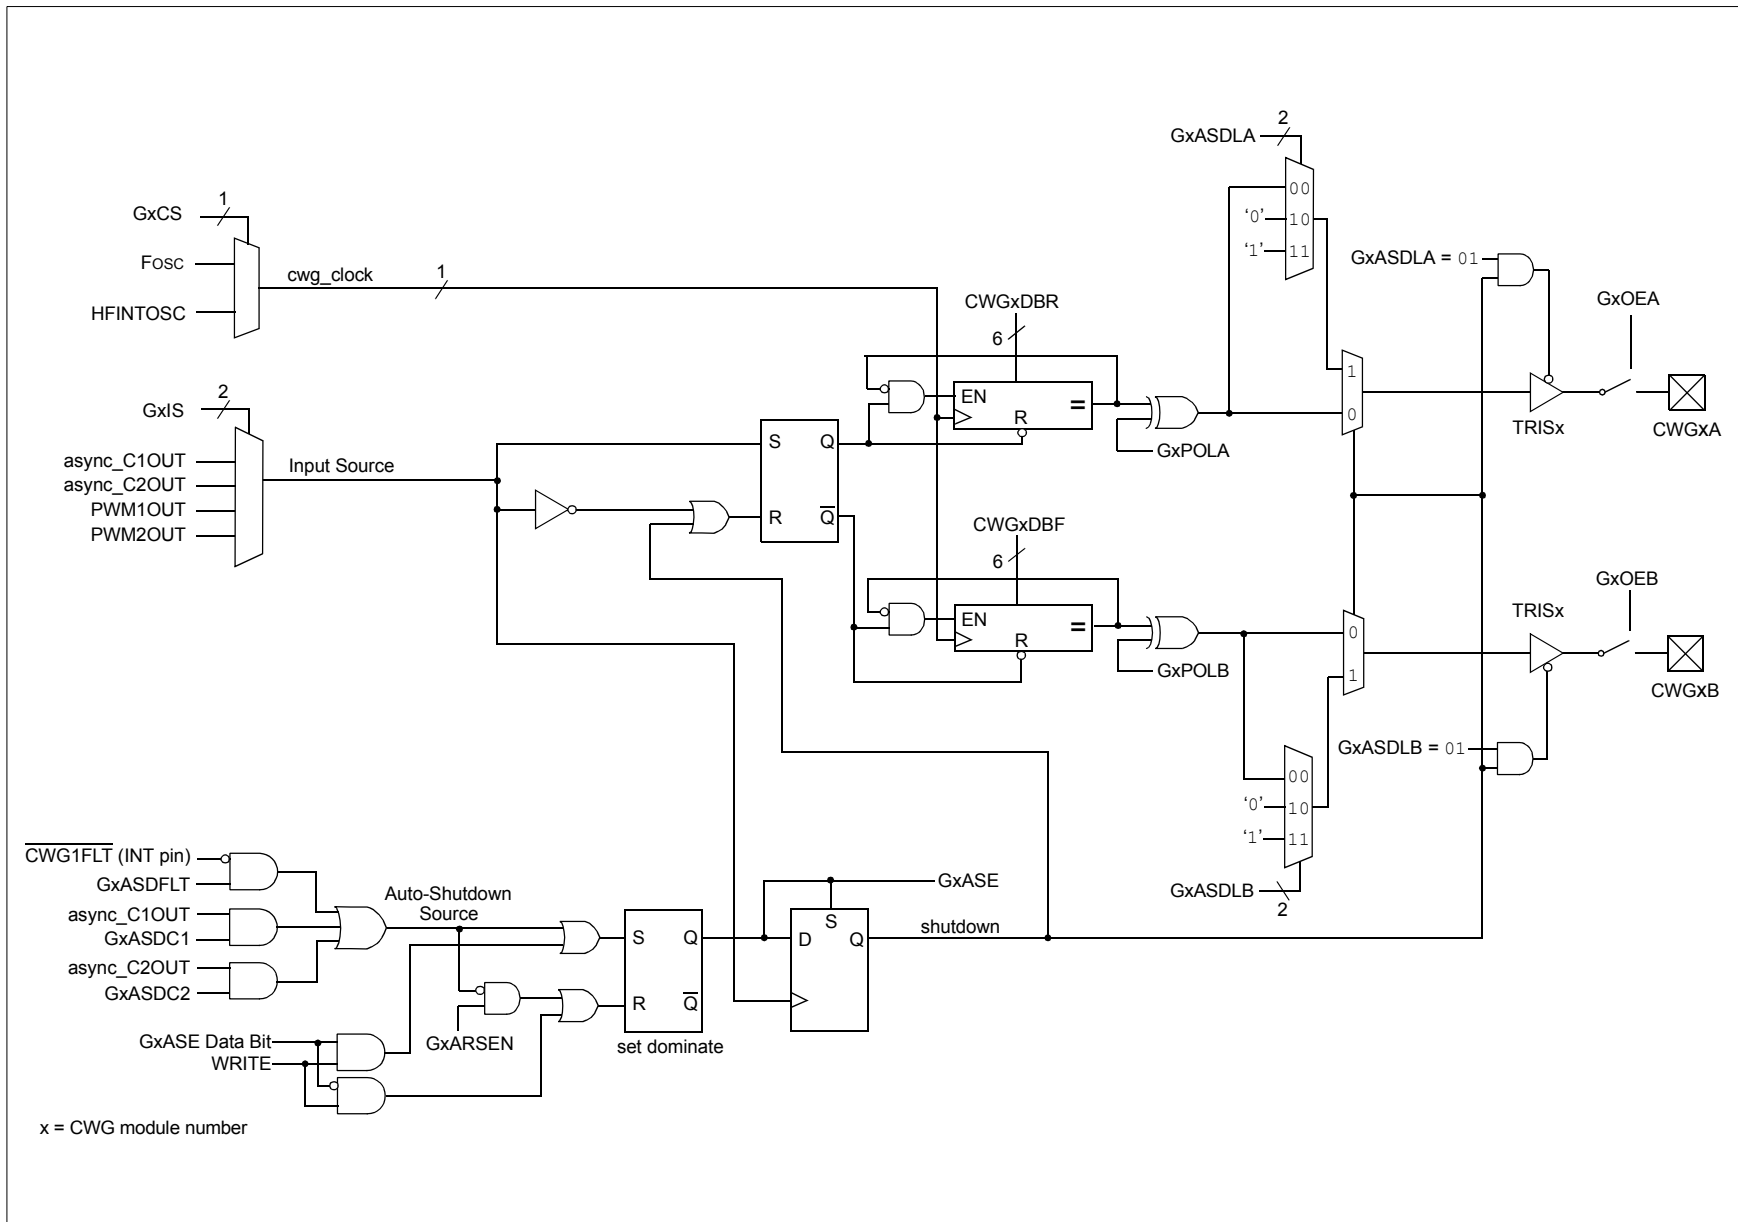 2
GxASDLA
00
'0'
10
'1'
11
1
GxCS
FOSC
HFINTOSC
cwg_clock
1
GxASDLA = 01
GxOEA
CWGxDBR
6
EN
=
R
1
0
TRISx
CWGxA
GxPOLA
2
GxIS
async_C1OUT
async_C2OUT
PWM1OUT
PWM2OUT
Input Source
S
Q
R
Q
CWGxDBF
6
EN
=
R
GxPOLB
0
1
TRISx
GxOEB
CWGxB
GxASDLB = 01
00
'0'
10
'1'
11
GxASDLB
2
CWG1FLT (INT pin)
GxASDFLT
async_C1OUT
GxASDC1
async_C2OUT
GxASDC2
Auto-Shutdown
Source
S
Q
R
Q
set dominate
GxARSEN
GxASE
S
D
Q
shutdown
GxASE Data Bit
WRITE
x = CWG module number